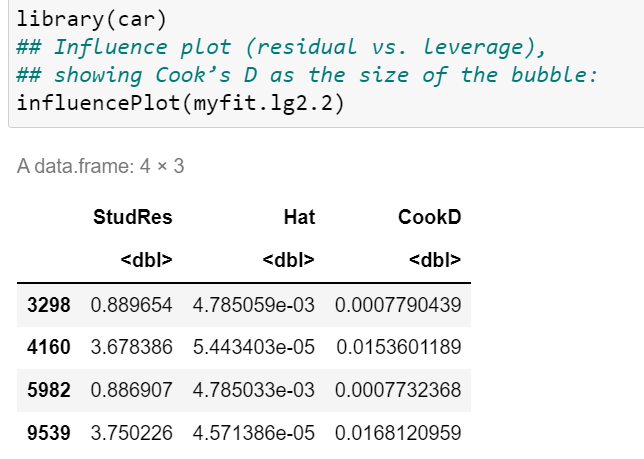 library(car)
## Influence plot (residual vs. leverage),
## showing Cook’s D as the size of the bubble:
influencePlot(myfit.lg2.2)
A data.frame: 4 × 3
StudRes Hat CookD
<dbl> <dbl> <dbl>
3298 0.889654 4.785059e-03 0.0007790439
4160 3.678386 5.443403e-05 0.0153601189
5982 0.886907 4.785033e-03 0.0007732368
9539 3.750226 4.571386e-05 0.0168120959